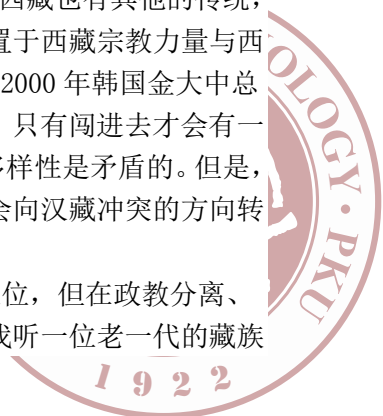 西藏也有其他的传统，
置于西藏宗教力量与西
2000 年韩国金大中总
只有闯进去才会有一
多样性是矛盾的。但是，
会向汉藏冲突的方向转
位，但在政教分离、
我听一位老一代的藏族
OLOGY · PKU
1922